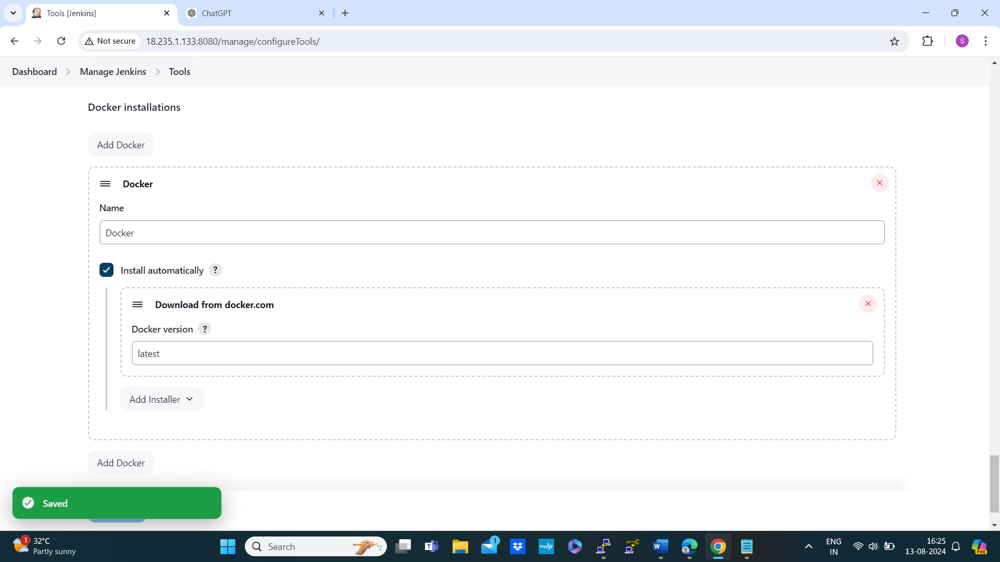 Tools [Jenkins]
ChatGPT
Not secure
18.235.1.133:8080/manage/configureTools/
S
Dashboard
Manage Jenkins
Tools
Docker installations
Add Docker
Docker
Name
Docker
Install automatically ?
Download from docker.com
Docker version ?
latest
Add Installer
Add Docker
Saved
1
32°C
Partly sunny
Search
T
1
myhp
W
ENG
IN
16:25
13-08-2024
PRE